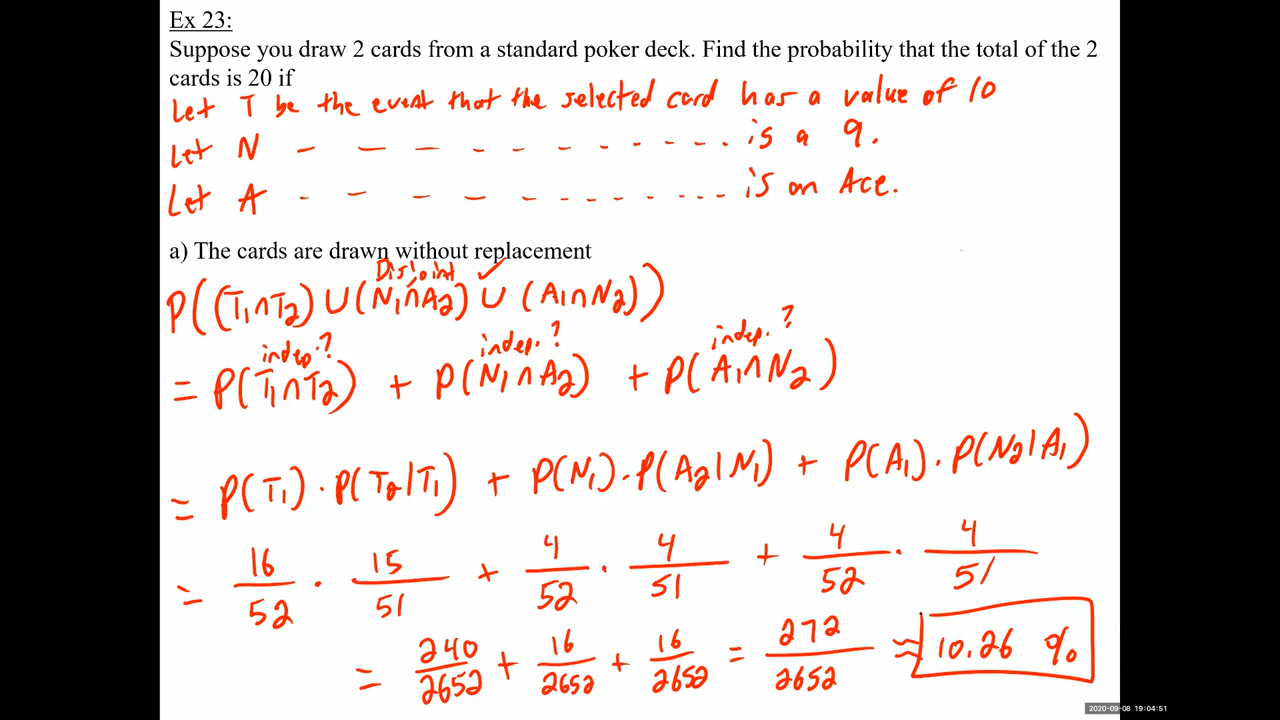 Ex 23:
Suppose you draw 2 cards from a standard poker deck. Find the probability that the total of the 2
cards is 20 if
Let T be the event that the selected card has a value of 10
Let N - - - - - - - - - - - - is a 9.
Let A - - - - - - - - - - - - is an Ace.
a) The cards are drawn without replacement
Disjoint ✓
P((T₁∩T₂) ∪ (N₁∩A₂) ∪ (A₁∩N₂))
indep.? indep.? indep.?
= P(T₁∩T₂) + P(N₁∩A₂) + P(A₁∩N₂)
= P(T₁)·P(T₂|T₁) + P(N₁)·P(A₂|N₁) + P(A₁)·P(N₂|A₁)
= 16/52 · 15/51 + 4/52 · 4/51 + 4/52 · 4/51
= 240/2652 + 16/2652 + 16/2652 = 272/2652 ≈ 10.26 %
2020-09-08 19:04:51